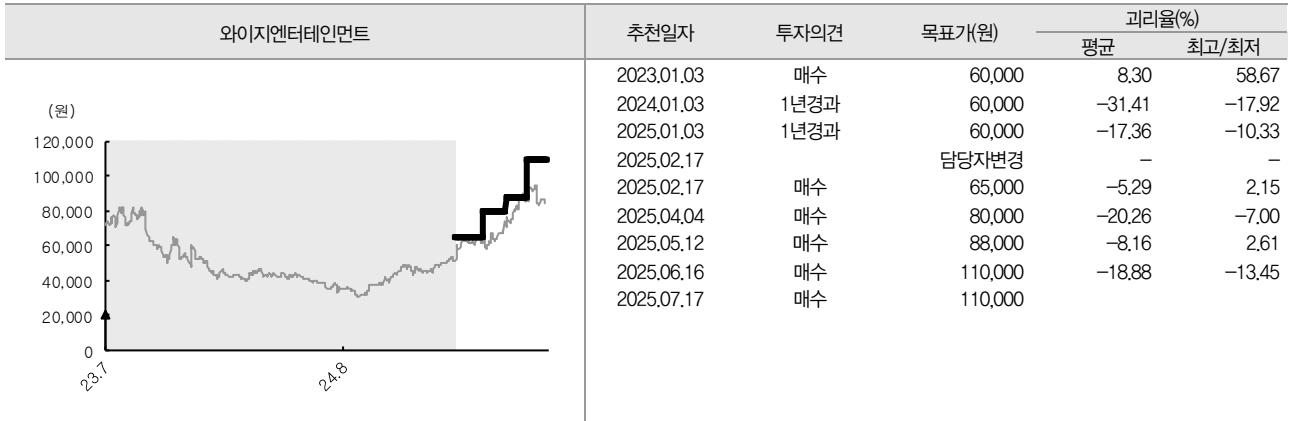 와이지엔터테인먼트
(원)
120,000
100,000
80,000
60,000
40,000
20,000
0
23.7
24.8
추천일자 투자의견 목표가(원) 괴리율(%)
평균 최고/최저
2023.01.03 매수 60,000 8.30 58.67
2024.01.03 1년경과 60,000 -31.41 -17.92
2025.01.03 1년경과 60,000 -17.36 -10.33
2025.02.17 담당자변경 - -
2025.02.17 매수 65,000 -5.29 2.15
2025.04.04 매수 80,000 -20.26 -7.00
2025.05.12 매수 88,000 -8.16 2.61
2025.06.16 매수 110,000 -18.88 -13.45
2025.07.17 매수 110,000